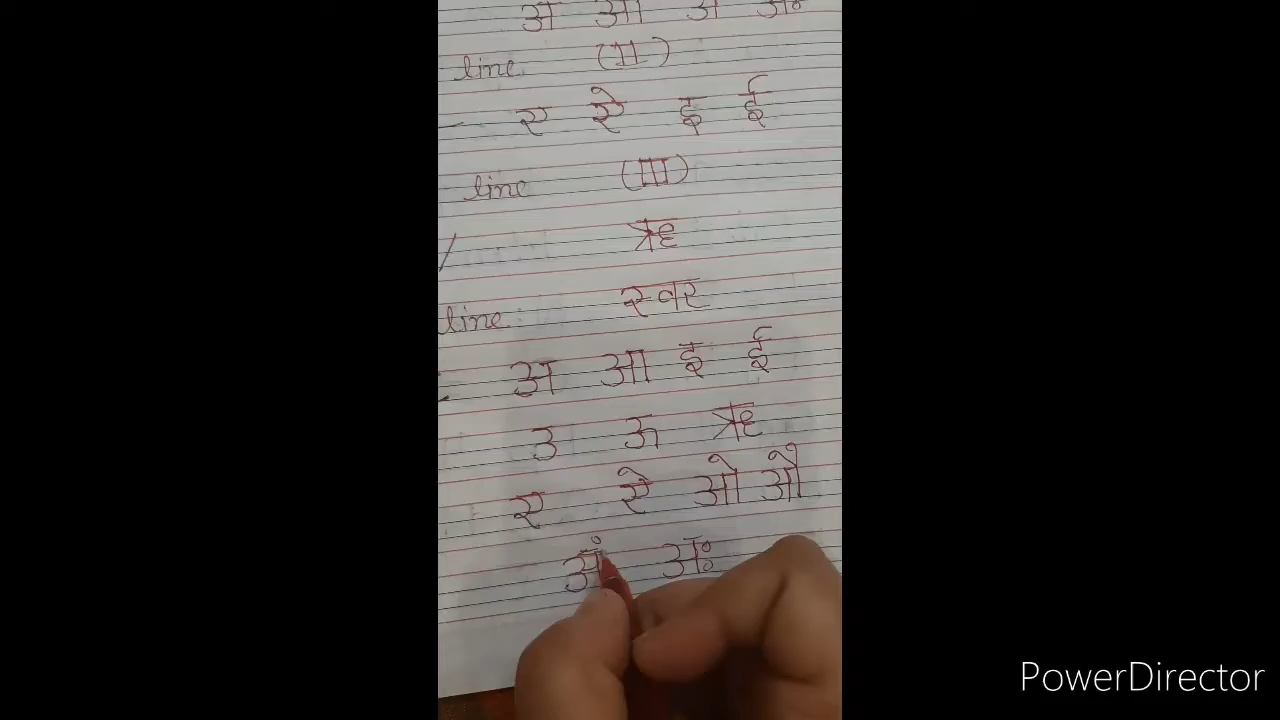 अ आ अं अः
line (II)
ए ऐ इ ई
line (III)
ऋ
line: स्वर
अ आ इ ई
उ ऊ ऋ
ए ऐ ओ औ
अं अः
PowerDirector